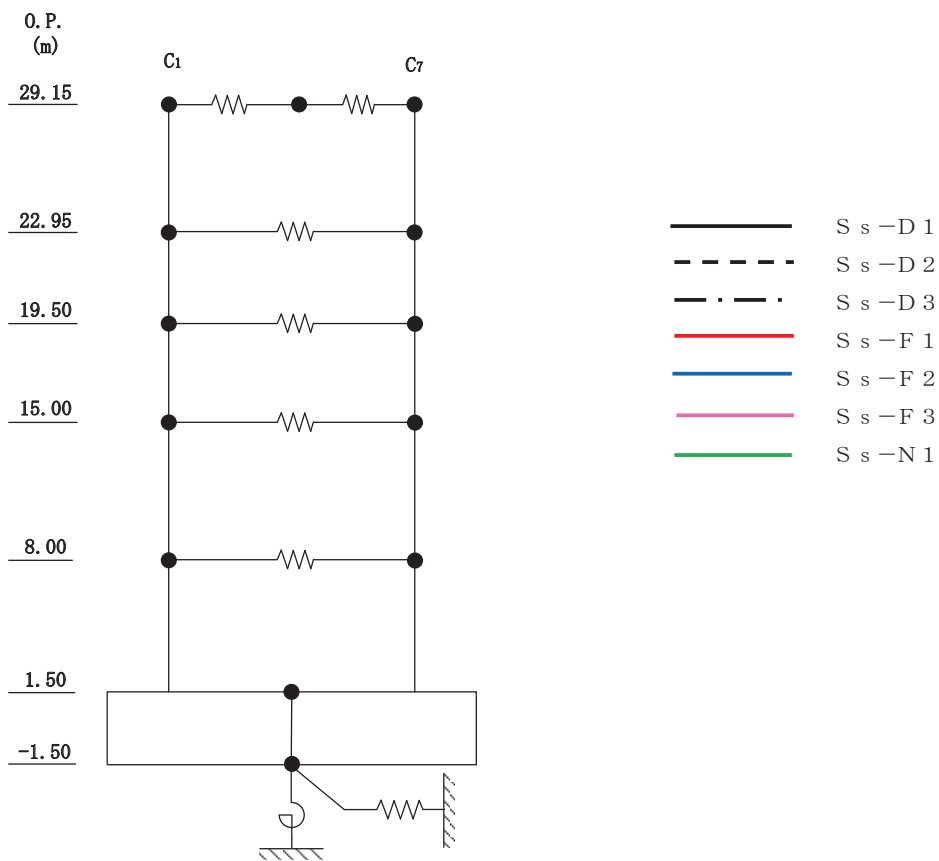 O.P.
(m)
C1
C7
29.15
22.95
19.50
15.00
8.00
1.50
-1.50
Ss-D1
Ss-D2
Ss-D3
Ss-F1
Ss-F2
Ss-F3
Ss-N1